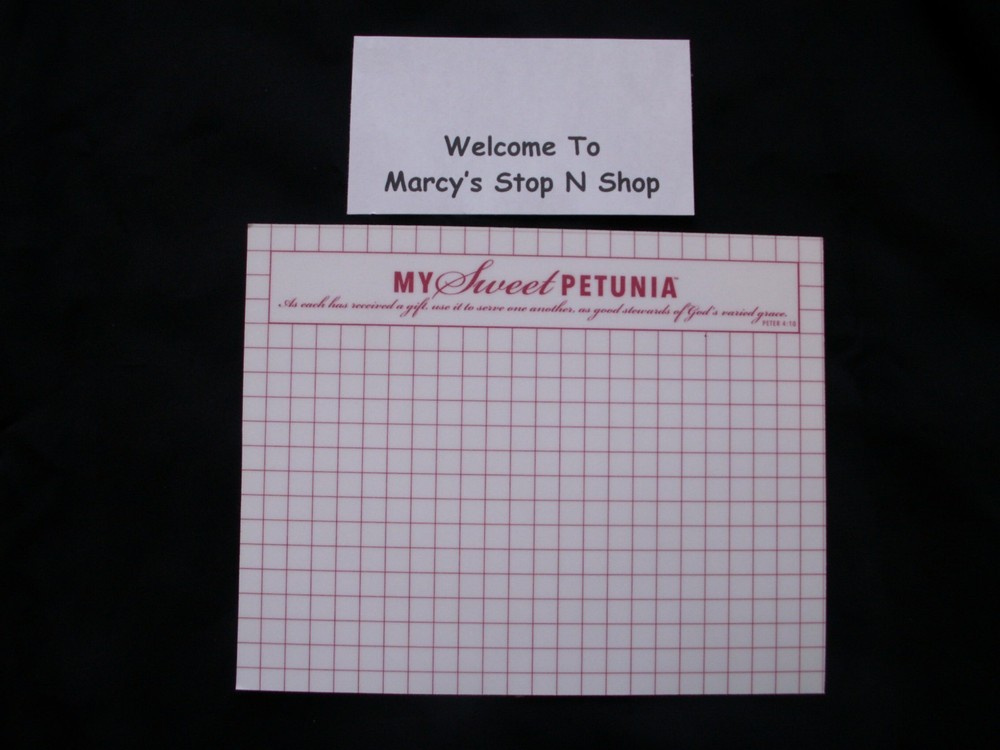 Welcome To
Marcy's Stop N Shop
MY Sweet PETUNIA™
As each has received a gift, use it to serve one another, as good stewards of God's varied grace.
PETER 4:10